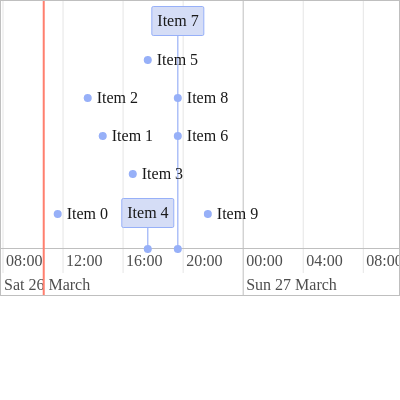 Item 7
Item 5
Item 2 Item 8
Item 1 Item 6
Item 3
Item 0 Item 4 Item 9
08:00 12:00 16:00 20:00 00:00 04:00 08:00
Sat 26 March Sun 27 March